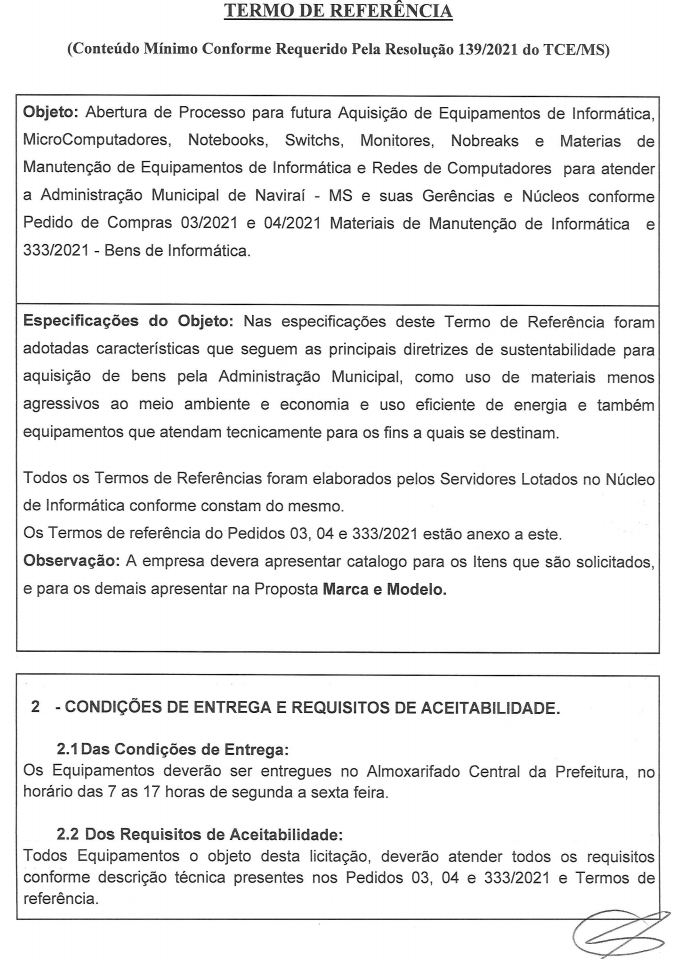 TERMO DE REFERÊNCIA
(Conteúdo Mínimo Conforme Requerido Pela Resolução 139/2021 do TCE/MS)
Objeto: Abertura de Processo para futura Aquisição de Equipamentos de Informática,
MicroComputadores, Notebooks, Switchs, Monitores, Nobreaks e Materias de
Manutenção de Equipamentos de Informática e Redes de Computadores para atender
a Administração Municipal de Naviraí - MS e suas Gerências e Núcleos conforme
Pedido de Compras 03/2021 e 04/2021 Materiais de Manutenção de Informática e
333/2021 - Bens de Informática.
Especificações do Objeto: Nas especificações deste Termo de Referência foram
adotadas características que seguem as principais diretrizes de sustentabilidade para
aquisição de bens pela Administração Municipal, como uso de materiais menos
agressivos ao meio ambiente e economia e uso eficiente de energia e também
equipamentos que atendam tecnicamente para os fins a quais se destinam.
Todos os Termos de Referências foram elaborados pelos Servidores Lotados no Núcleo
de Informática conforme constam do mesmo.
Os Termos de referência do Pedidos 03, 04 e 333/2021 estão anexo a este.
Observação: A empresa devera apresentar catalogo para os Itens que são solicitados,
e para os demais apresentar na Proposta Marca e Modelo.
2 - CONDIÇÕES DE ENTREGA E REQUISITOS DE ACEITABILIDADE.
2.1 Das Condições de Entrega:
Os Equipamentos deverão ser entregues no Almoxarifado Central da Prefeitura, no
horário das 7 as 17 horas de segunda a sexta feira.
2.2 Dos Requisitos de Aceitabilidade:
Todos Equipamentos o objeto desta licitação, deverão atender todos os requisitos
conforme descrição técnica presentes nos Pedidos 03, 04 e 333/2021 e Termos de
referência.